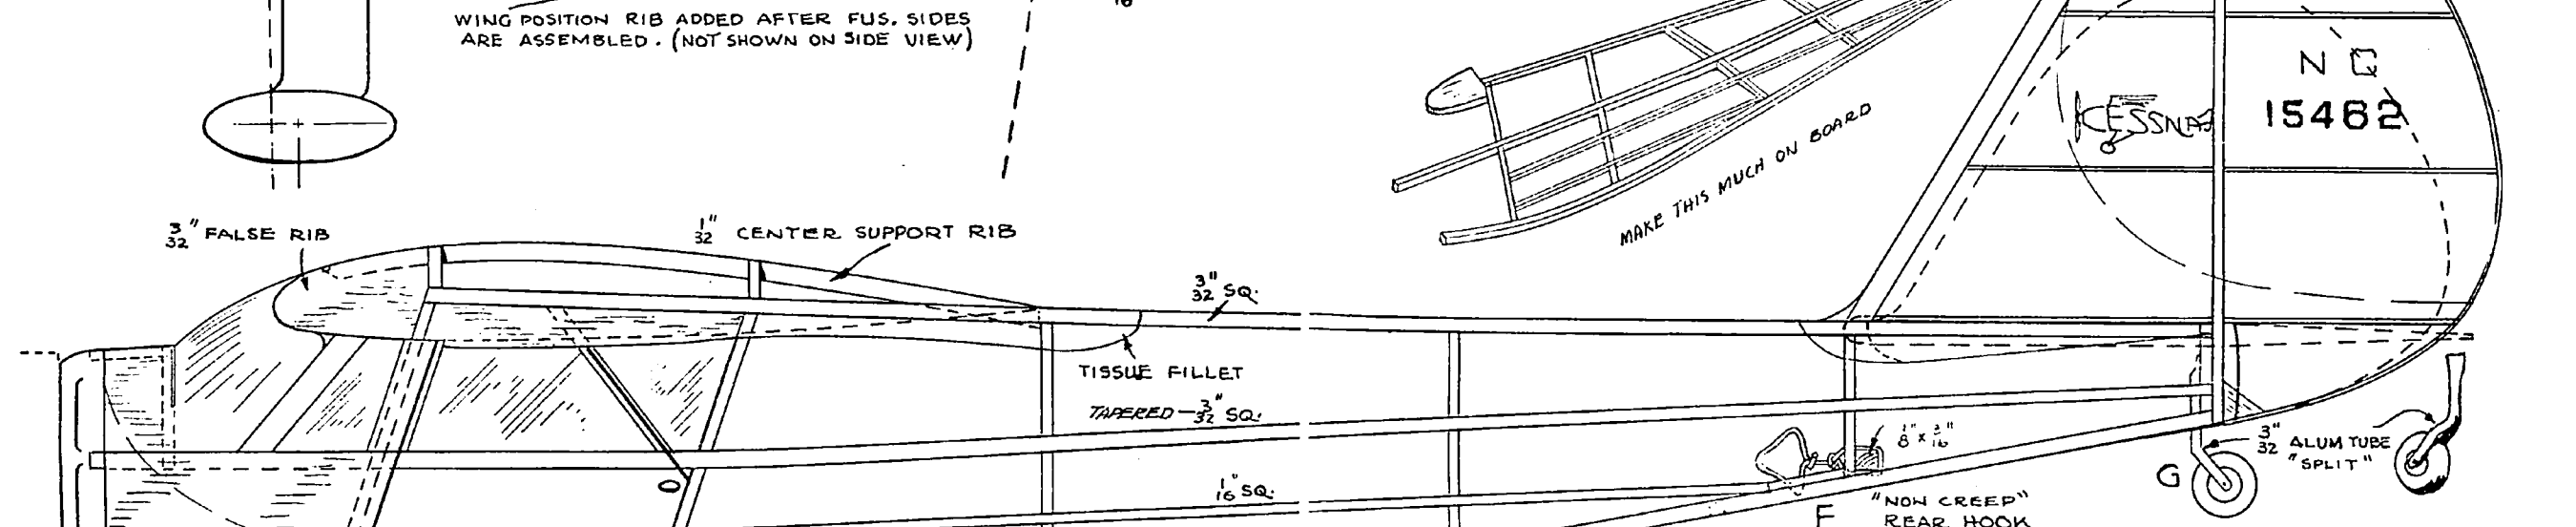 WING POSITION RIB ADDED AFTER FUS. SIDES
ARE ASSEMBLED. (NOT SHOWN ON SIDE VIEW)
16
N C
15462
CESSNA
MAKE THIS MUCH ON BOARD
3/32" FALSE RIB
1/32" CENTER SUPPORT RIB
3/32" SQ.
TISSUE FILLET
TAPERED - 3/32" SQ.
1/8" x 3/16"
3/32" ALUM TUBE
"SPLIT"
G
1/16" SQ.
"NON CREEP"
REAR HOOK
F